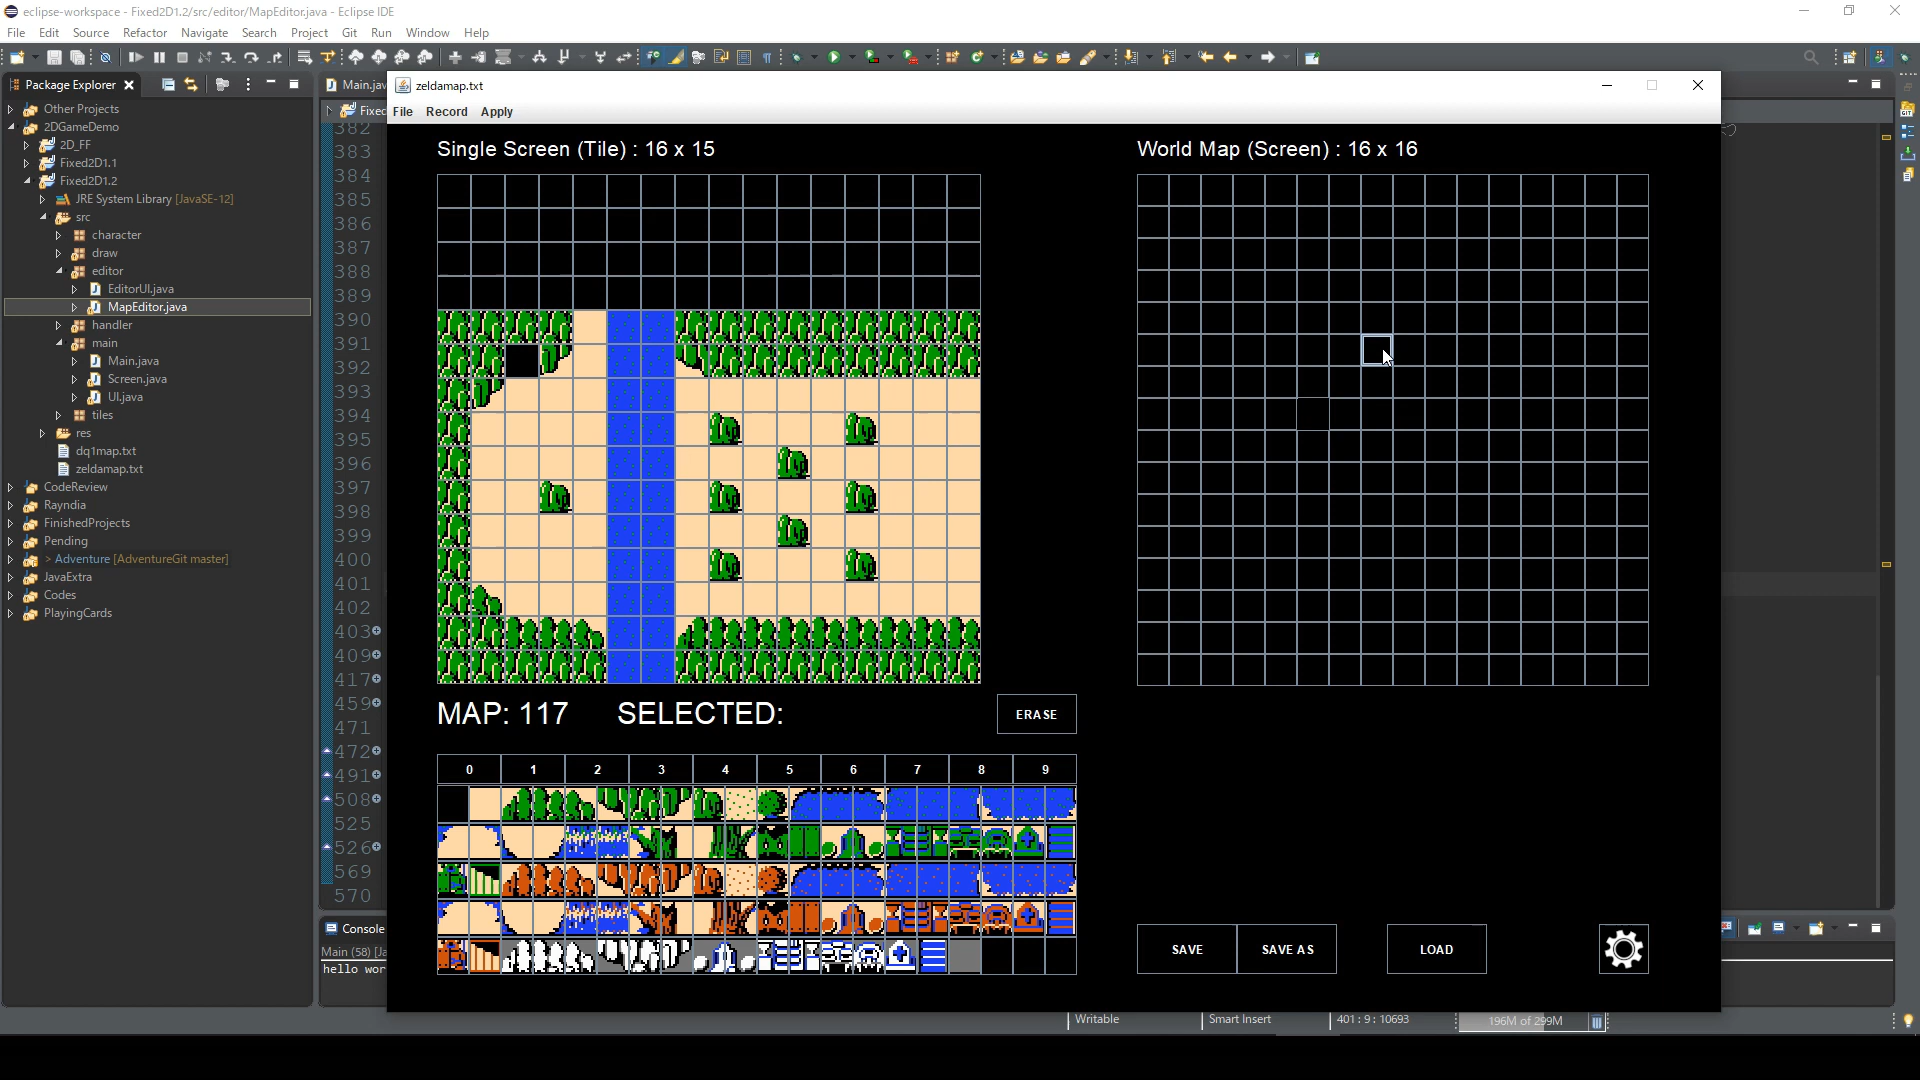 eclipse-workspace - Fixed2D1.2/src/editor/MapEditor.java - Eclipse IDE
File Edit Source Refactor Navigate Search Project Git Run Window Help
Package Explorer
Main.jav
zeldamap.txt
Other Projects
Fixed
File Record Apply
2DGameDemo
2D_FF
Fixed2D1.1
Fixed2D1.2
JRE System Library [JavaSE-12]
src
character
draw
editor
EditorUI.java
MapEditor.java
handler
main
Main.java
Screen.java
UI.java
tiles
res
dq1map.txt
zeldamap.txt
CodeReview
Rayndia
FinishedProjects
Pending
> Adventure [AdventureGit master]
JavaExtra
Codes
PlayingCards
382
383
384
385
386
387
388
389
390
391
392
393
394
395
396
397
398
399
400
401
402
403
409
417
459
471
472
491
508
525
526
569
570
Single Screen (Tile) : 16 x 15
World Map (Screen) : 16 x 16
MAP: 117 SELECTED:
ERASE
0 1 2 3 4 5 6 7 8 9
SAVE SAVE AS LOAD
Console
Main (58) [Ja
hello wor
Writable Smart Insert 401 : 9 : 10693 196M of 299M